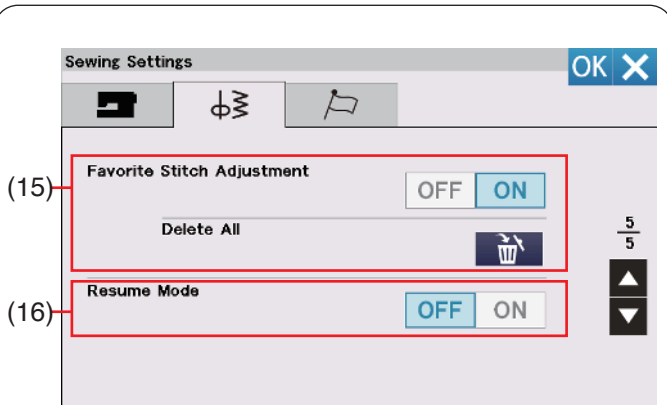 Sewing Settings
OK
(15)
Favorite Stitch Adjustment
OFF ON
Delete All
5
5
(16)
Resume Mode
OFF ON